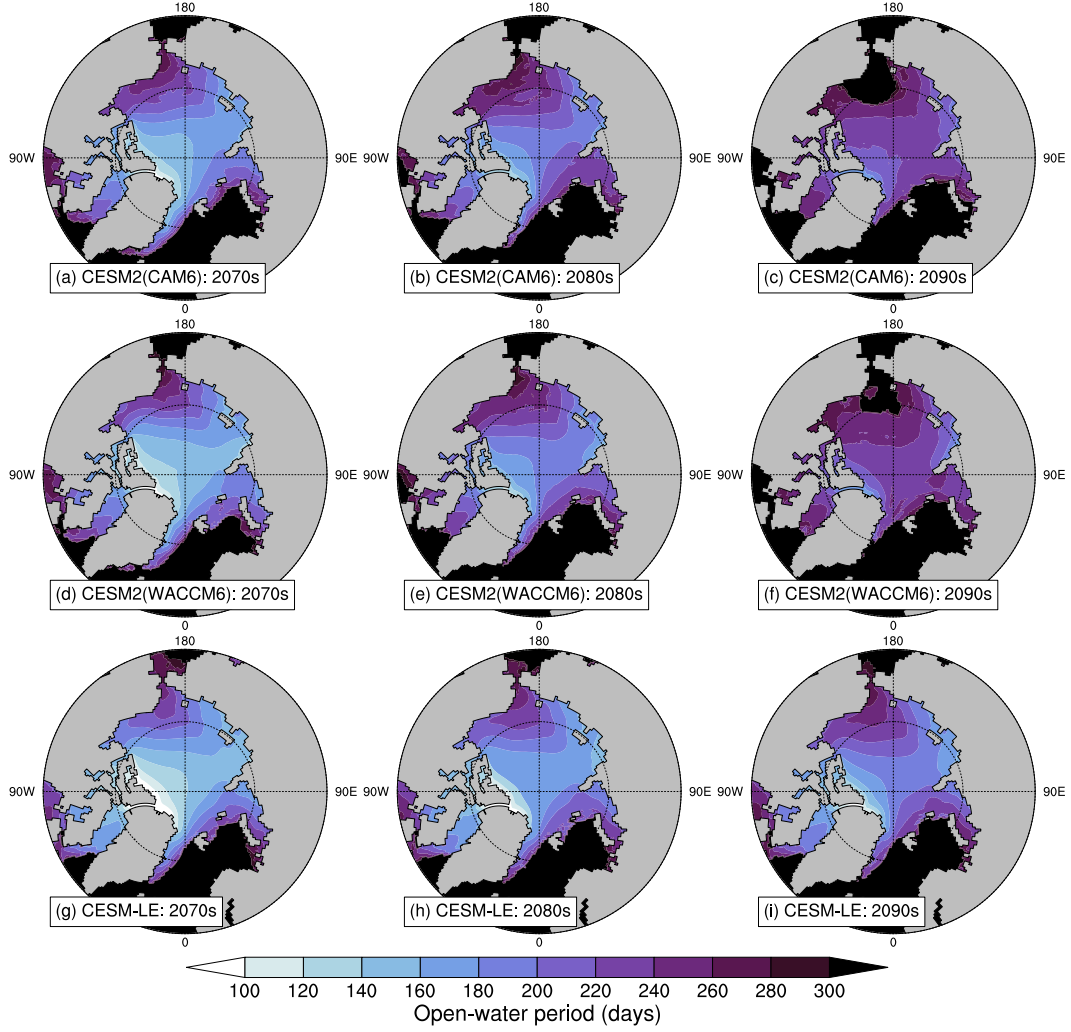 180 180 180
90W 90E 90W 90E 90W 90E
(a) CESM2(CAM6): 2070s (b) CESM2(CAM6): 2080s (c) CESM2(CAM6): 2090s
0 0 0
180 180 180
90W 90E 90W 90E 90W 90E
(d) CESM2(WACCM6): 2070s (e) CESM2(WACCM6): 2080s (f) CESM2(WACCM6): 2090s
0 0 0
180 180 180
90W 90E 90W 90E 90W 90E
(g) CESM-LE: 2070s (h) CESM-LE: 2080s (i) CESM-LE: 2090s
0 0 0
100 120 140 160 180 200 220 240 260 280 300
Open-water period (days)